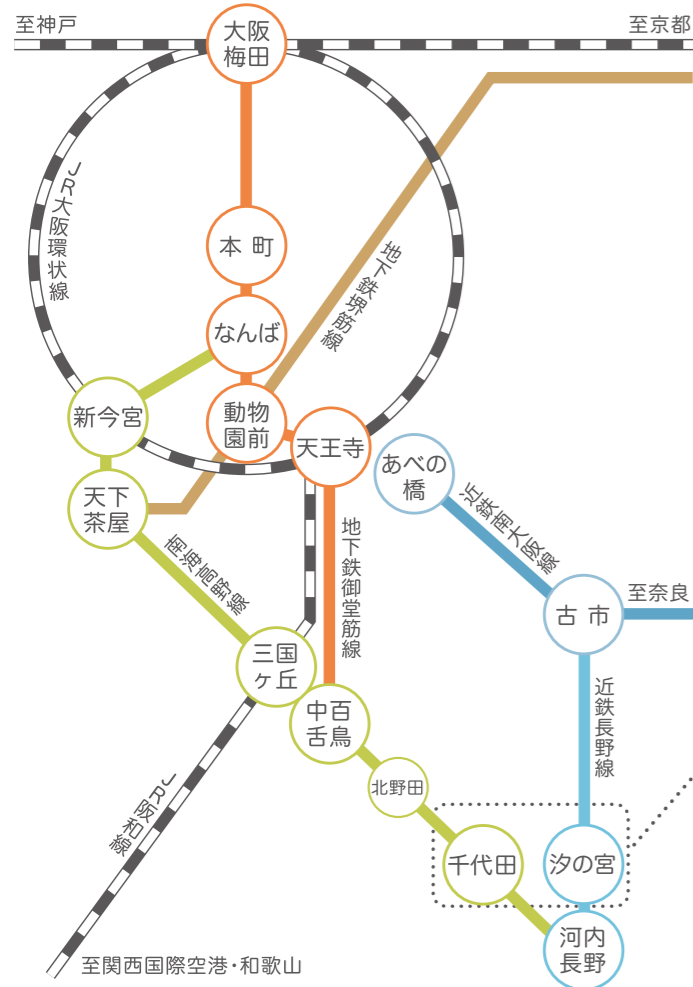 至神戸
大阪
梅田
至京都
JR大阪環状線
本町
地下鉄堺筋線
なんば
新今宮
動物
園前
天王寺
あべの
橋
天下
茶屋
近鉄南大阪線
南海高野線
地下鉄御堂筋線
古市
至奈良
三国
ヶ丘
中百
舌鳥
近鉄長野線
北野田
JR阪和線
千代田
汐の宮
河内
長野
至関西国際空港・和歌山